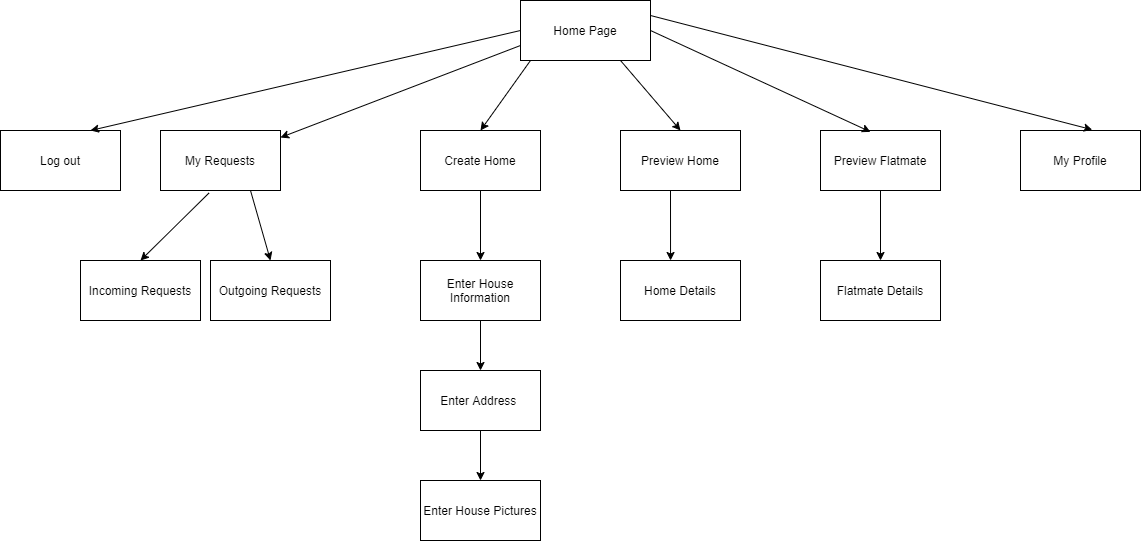 Home Page
Log out
My Requests
Create Home
Preview Home
Preview Flatmate
My Profile
Incoming Requests
Outgoing Requests
Enter House
Information
Home Details
Flatmate Details
Enter Address
Enter House Pictures